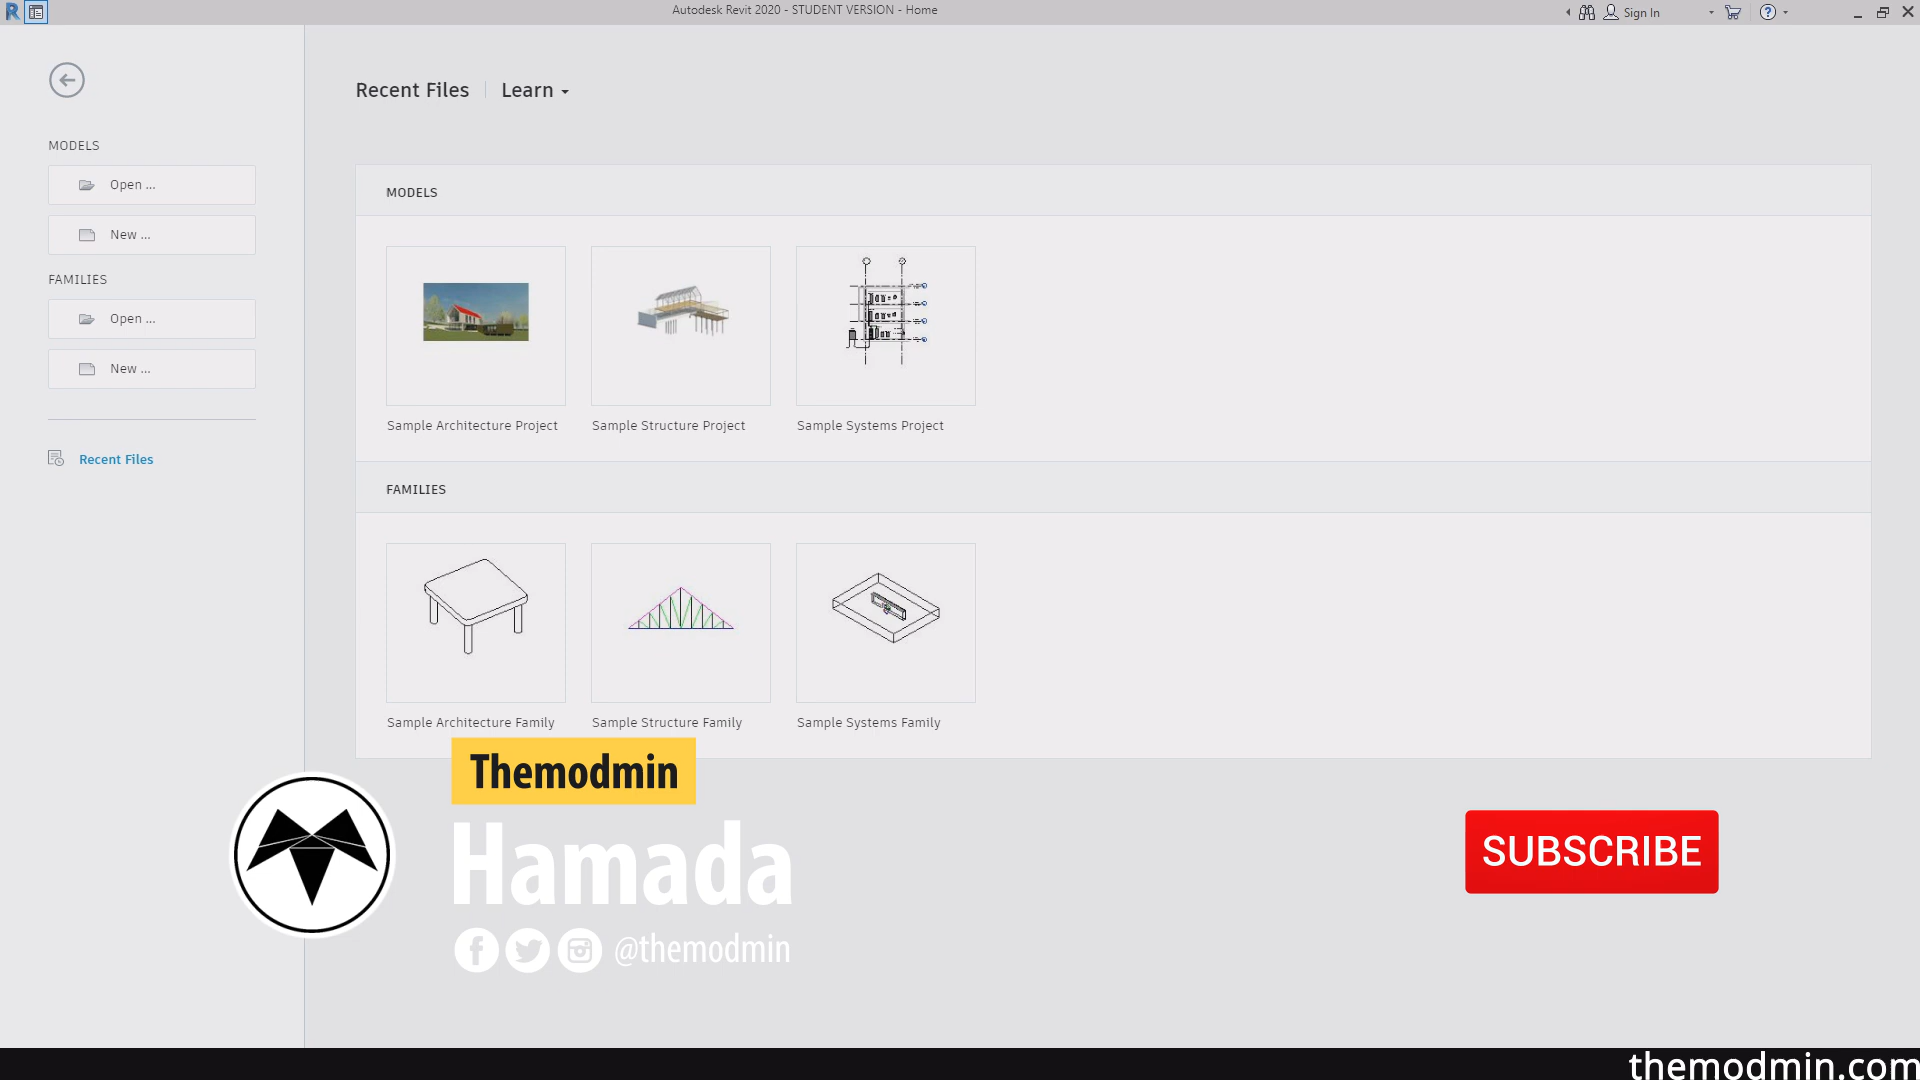 Autodesk Revit 2020 - STUDENT VERSION - Home
Sign In
Recent Files
Learn
MODELS
Open ...
New ...
FAMILIES
Open ...
New ...
Recent Files
MODELS
Sample Architecture Project
Sample Structure Project
Sample Systems Project
FAMILIES
Sample Architecture Family
Sample Structure Family
Sample Systems Family
Themodmin
Hamada
@themodmin
SUBSCRIBE
themodmin.com